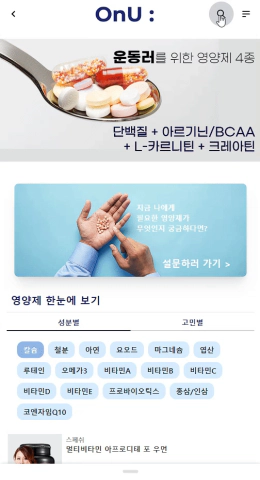 OnU :
운동러를 위한 영양제 4종
단백질 + 아르기닌/BCAA
+ L-카르니틴 + 크레아틴
지금 나에게
필요한 영양제가
무엇인지 궁금하다면?
설문하러 가기 >
영양제 한눈에 보기
성분별 고민별
칼슘 철분 아연 요오드 마그네슘 엽산
루테인 오메가3 비타민A 비타민B 비타민C
비타민D 비타민E 프로바이오틱스 홍삼/인삼
코엔자임Q10
스페쉬
멀티비타민 아프로디테 포 우먼